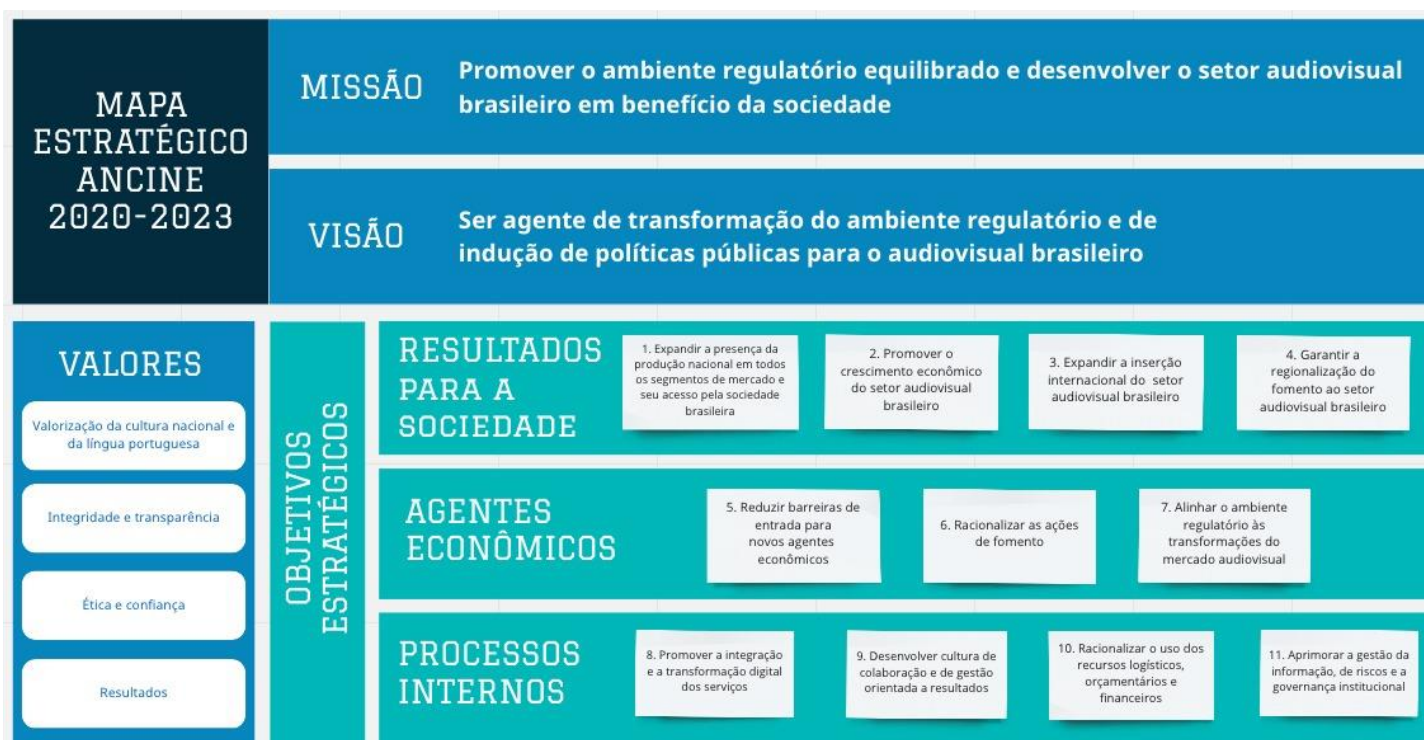 MAPA
ESTRATÉGICO
ANCINE
2020-2023
MISSÃO
Promover o ambiente regulatório equilibrado e desenvolver o setor audiovisual
brasileiro em benefício da sociedade
VISÃO
Ser agente de transformação do ambiente regulatório e de
indução de políticas públicas para o audiovisual brasileiro
VALORES
Valorização da cultura nacional e
da língua portuguesa
Integridade e transparência
Ética e confiança
Resultados
OBJETIVOS
ESTRATÉGICOS
RESULTADOS
PARA A
SOCIEDADE
1. Expandir a presença da
produção nacional em todos
os segmentos de mercado e
seu acesso pela sociedade
brasileira
2. Promover o
crescimento econômico
do setor audiovisual
brasileiro
3. Expandir a inserção
internacional do setor
audiovisual brasileiro
4. Garantir a
regionalização do
fomento ao setor
audiovisual brasileiro
AGENTES
ECONÔMICOS
5. Reduzir barreiras de
entrada para
novos agentes
econômicos
6. Racionalizar as ações
de fomento
7. Alinhar o ambiente
regulatório às
transformações do
mercado audiovisual
PROCESSOS
INTERNOS
8. Promover a integração
e a transformação digital
dos serviços
9. Desenvolver cultura de
colaboração e de gestão
orientada a resultados
10. Racionalizar o uso dos
recursos logísticos,
orçamentários e
financeiros
11. Aprimorar a gestão da
informação, de riscos e a
governança institucional